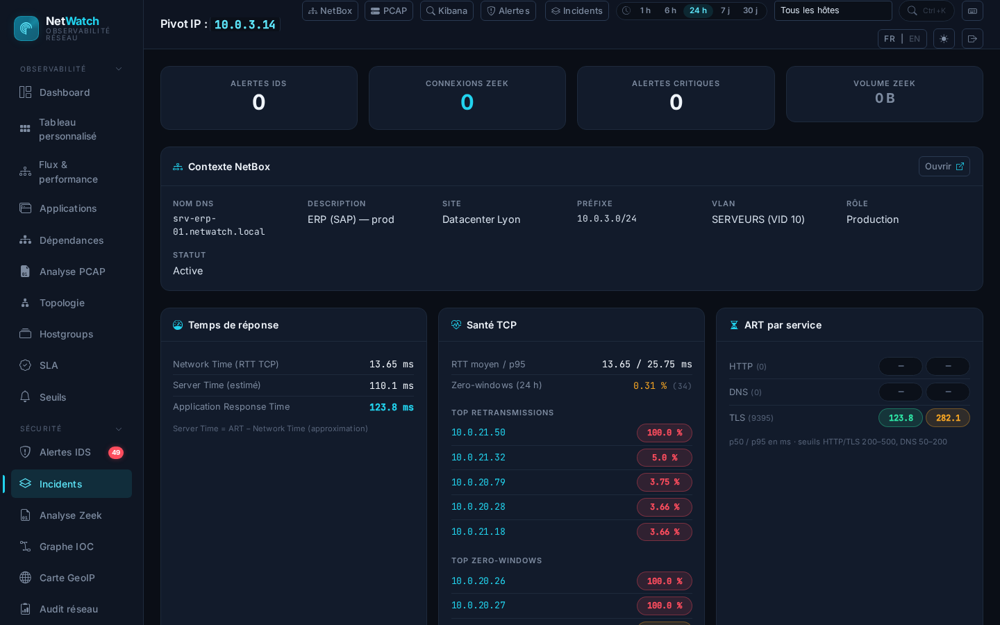 NetWatch
OBSERVABILITÉ
RÉSEAU
OBSERVABILITÉ
Dashboard
Tableau
personnalisé
Flux &
performance
Applications
Dépendances
Analyse PCAP
Topologie
Hostgroups
SLA
Seuils
SÉCURITÉ
Alertes IDS 49
Incidents
Analyse Zeek
Graphe IOC
Carte GeoIP
Audit réseau
Pivot IP : 10.0.3.14
NetBox PCAP Kibana Alertes Incidents 1 h 6 h 24 h 7 j 30 j Tous les hôtes Ctrl+K
FR | EN
ALERTES IDS
0
CONNEXIONS ZEEK
0
ALERTES CRITIQUES
0
VOLUME ZEEK
0 B
Contexte NetBox Ouvrir
NOM DNS
srv-erp-
01.netwatch.local
DESCRIPTION
ERP (SAP) — prod
SITE
Datacenter Lyon
PRÉFIXE
10.0.3.0/24
VLAN
SERVEURS (VID 10)
RÔLE
Production
STATUT
Active
Temps de réponse
Network Time (RTT TCP) 13.65 ms
Server Time (estimé) 110.1 ms
Application Response Time 123.8 ms
Server Time = ART − Network Time (approximation)
Santé TCP
RTT moyen / p95 13.65 / 25.75 ms
Zero-windows (24 h) 0.31 % (34)
TOP RETRANSMISSIONS
10.0.21.50 100.0 %
10.0.21.32 5.0 %
10.0.20.79 3.75 %
10.0.20.28 3.66 %
10.0.21.18 3.66 %
TOP ZERO-WINDOWS
10.0.20.26 100.0 %
10.0.20.27 100.0 %
ART par service
HTTP (0) — —
DNS (0) — —
TLS (9395) 123.8 282.1
p50 / p95 en ms · seuils HTTP/TLS 200–500, DNS 50–200